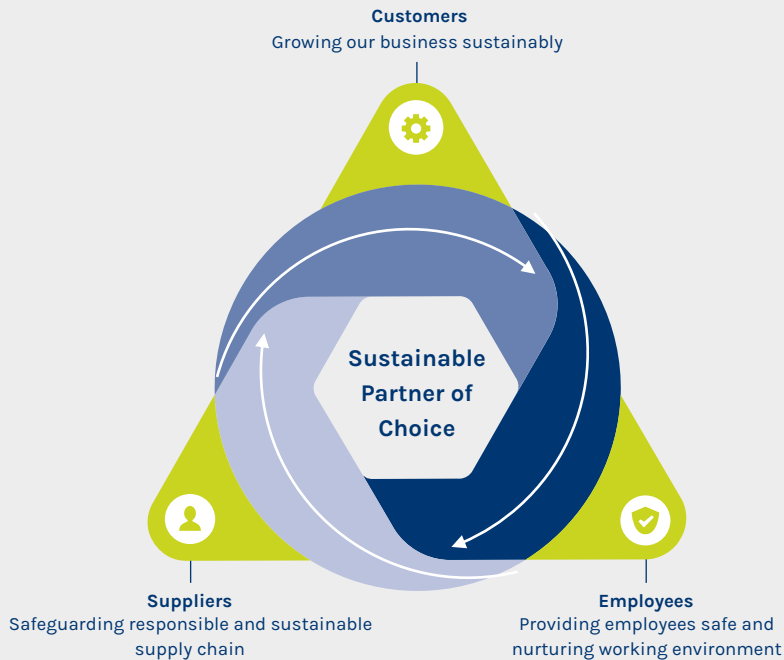 Customers
Growing our business sustainably
Sustainable
Partner of
Choice
Suppliers
Safeguarding responsible and sustainable
supply chain
Employees
Providing employees safe and
nurturing working environment